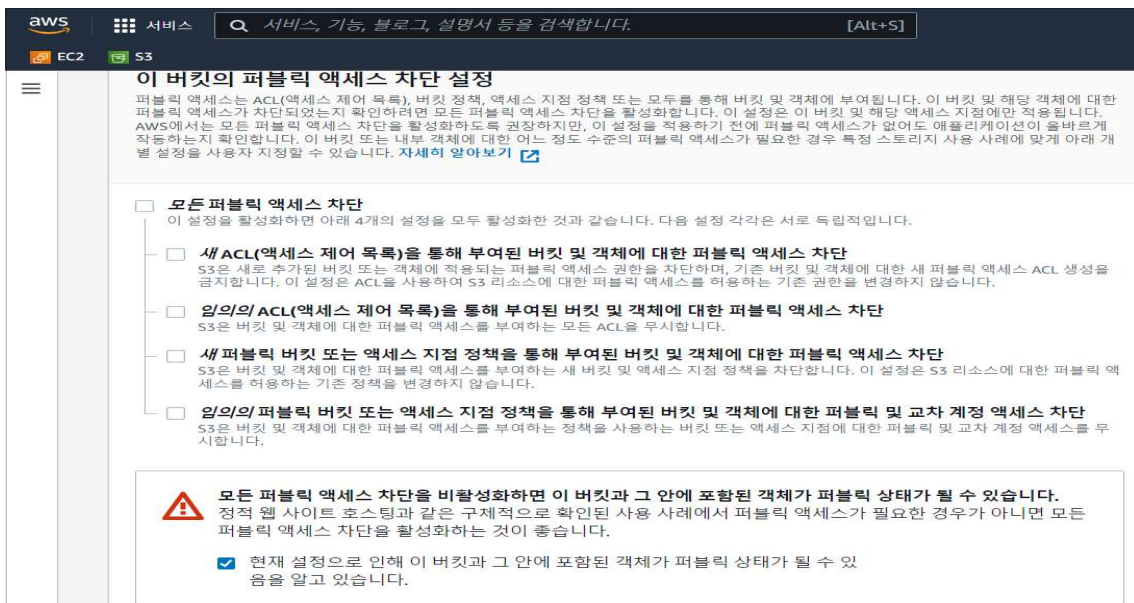 aws 서비스 서비스, 기능, 블로그, 설명서 등을 검색합니다. [Alt+S]
EC2 S3
이 버킷의 퍼블릭 액세스 차단 설정
퍼블릭 액세스는 ACL(액세스 제어 목록), 버킷 정책, 액세스 지점 정책 또는 모두를 통해 버킷 및 객체에 부여됩니다. 이 버킷 및 해당 객체에 대한
퍼블릭 액세스가 차단되었는지 확인하려면 모든 퍼블릭 액세스 차단을 활성화합니다. 이 설정은 이 버킷 및 해당 액세스 지점에만 적용됩니다.
AWS에서는 모든 퍼블릭 액세스 차단을 활성화하도록 권장하지만, 이 설정을 적용하기 전에 퍼블릭 액세스가 없어도 애플리케이션이 올바르게
작동하는지 확인합니다. 이 버킷 또는 내부 객체에 대한 어느 정도 수준의 퍼블릭 액세스가 필요한 경우 특정 스토리지 사용 사례에 맞게 아래 개
별 설정을 사용자 지정할 수 있습니다. 자세히 알아보기
모든 퍼블릭 액세스 차단
이 설정을 활성화하면 아래 4개의 설정을 모두 활성화한 것과 같습니다. 다음 설정 각각은 서로 독립적입니다.
새 ACL(액세스 제어 목록)을 통해 부여된 버킷 및 객체에 대한 퍼블릭 액세스 차단
S3은 새로 추가된 버킷 또는 객체에 적용되는 퍼블릭 액세스 권한을 차단하며, 기존 버킷 및 객체에 대한 새 퍼블릭 액세스 ACL 생성을
금지합니다. 이 설정은 ACL을 사용하여 S3 리소스에 대한 퍼블릭 액세스를 허용하는 기존 권한을 변경하지 않습니다.
임의의 ACL(액세스 제어 목록)을 통해 부여된 버킷 및 객체에 대한 퍼블릭 액세스 차단
S3은 버킷 및 객체에 대한 퍼블릭 액세스를 부여하는 모든 ACL을 무시합니다.
새 퍼블릭 버킷 또는 액세스 지점 정책을 통해 부여된 버킷 및 객체에 대한 퍼블릭 액세스 차단
S3은 버킷 및 객체에 대한 퍼블릭 액세스를 부여하는 새 버킷 및 액세스 지점 정책을 차단합니다. 이 설정은 S3 리소스에 대한 퍼블릭 액
세스를 허용하는 기존 정책을 변경하지 않습니다.
임의의 퍼블릭 버킷 또는 액세스 지점 정책을 통해 부여된 버킷 및 객체에 대한 퍼블릭 및 교차 계정 액세스 차단
S3은 버킷 및 객체에 대한 퍼블릭 액세스를 부여하는 정책을 사용하는 버킷 또는 액세스 지점에 대한 퍼블릭 및 교차 계정 액세스를 무
시합니다.
모든 퍼블릭 액세스 차단을 비활성화하면 이 버킷과 그 안에 포함된 객체가 퍼블릭 상태가 될 수 있습니다.
정적 웹 사이트 호스팅과 같은 구체적으로 확인된 사용 사례에서 퍼블릭 액세스가 필요한 경우가 아니면 모든
퍼블릭 액세스 차단을 활성화하는 것이 좋습니다.
현재 설정으로 인해 이 버킷과 그 안에 포함된 객체가 퍼블릭 상태가 될 수 있
음을 알고 있습니다.